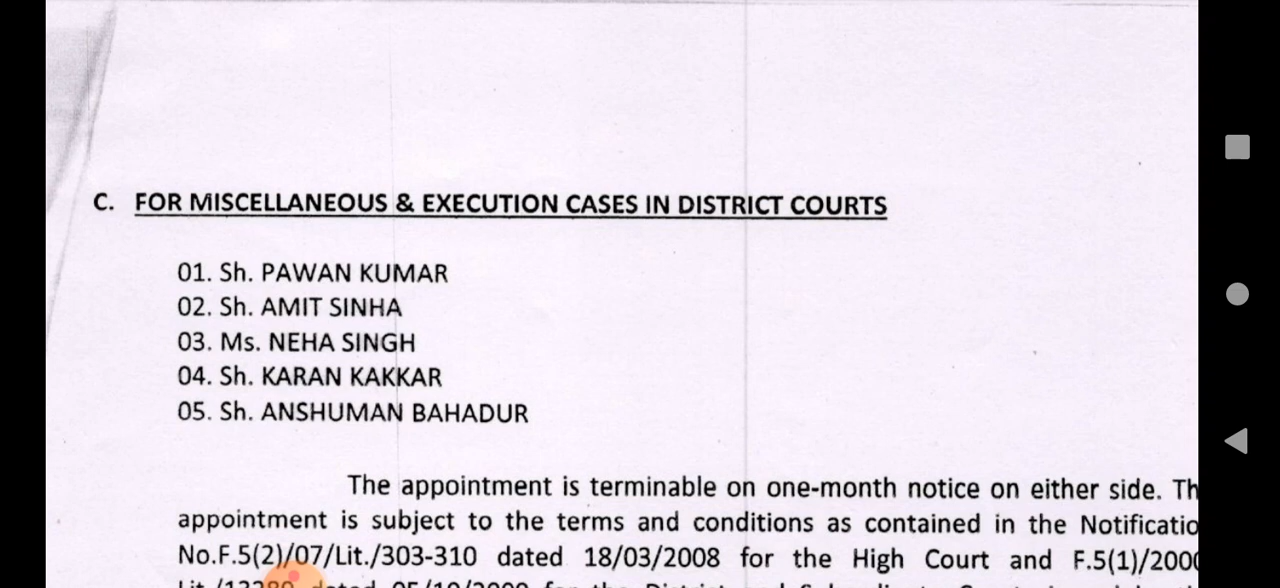 C. FOR MISCELLANEOUS & EXECUTION CASES IN DISTRICT COURTS
01. Sh. PAWAN KUMAR
02. Sh. AMIT SINHA
03. Ms. NEHA SINGH
04. Sh. KARAN KAKKAR
05. Sh. ANSHUMAN BAHADUR
The appointment is terminable on one-month notice on either side. Th
appointment is subject to the terms and conditions as contained in the Notificatio
No.F.5(2)/07/Lit./303-310 dated 18/03/2008 for the High Court and F.5(1)/200